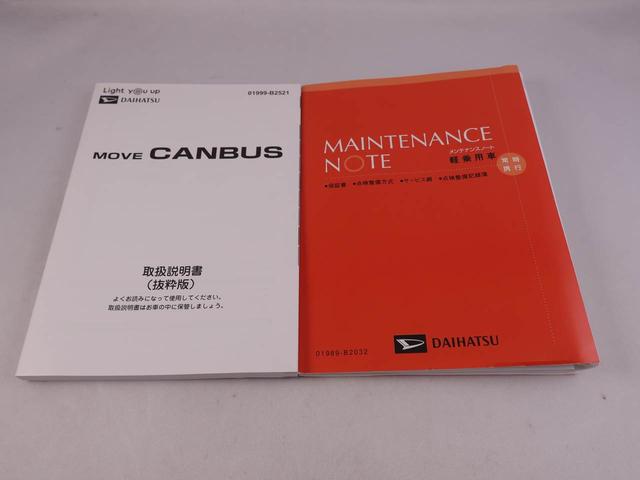 Light you up
DAIHATSU
01999-B2521
MOVE CANBUS
取扱説明書
（抜粋版）
よくお読みになって使用してください。
取扱説明書はお車の中に保管しましょう。
MAINTENANCE
NOTE
メンテナンスノート
軽乗用車
常時
携行
●保証書 ●点検整備方式 ●サービス網 ●点検整備記録簿
DAIHATSU
01989-B2032